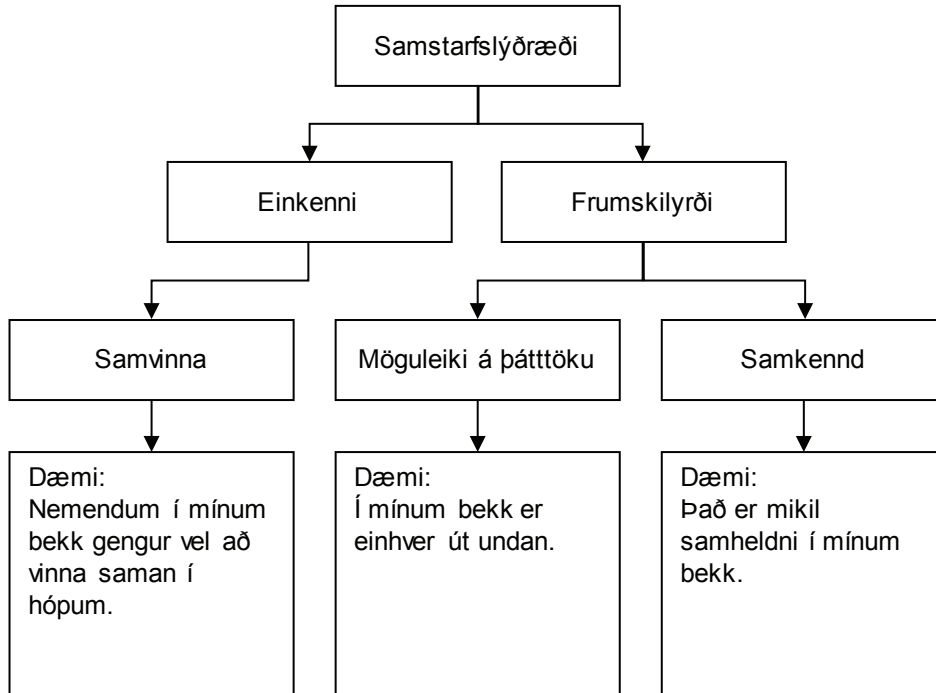 Samstarfslýðræði
Einkenni
Frumskilyrði
Samvinna
Möguleiki á þátttöku
Samkennd
Dæmi:
Nemendum í mínum
bekk gengur vel að
vinna saman í
hópum.
Dæmi:
Í mínum bekk er
einhver út undan.
Dæmi:
Það er mikil
samheldni í mínum
bekk.